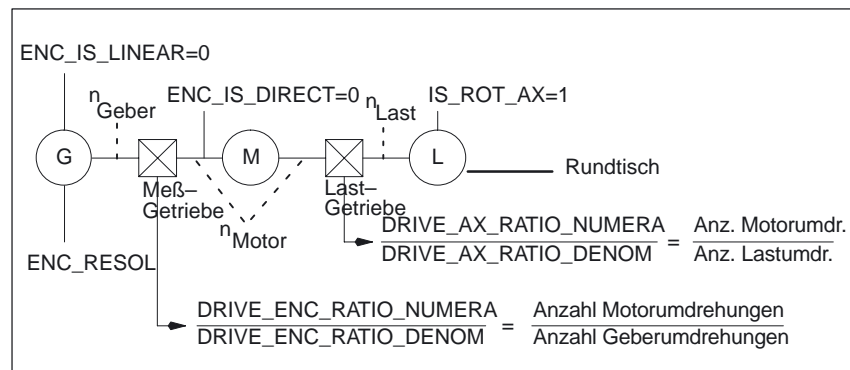 ENC_IS_LINEAR=0
n Geber
ENC_IS_DIRECT=0
n Last
IS_ROT_AX=1
G
M
L
Rundtisch
Meß–
Getriebe
Last–
Getriebe
n Motor
ENC_RESOL
DRIVE_AX_RATIO_NUMERA = Anz. Motorumdr.
DRIVE_AX_RATIO_DENOM Anz. Lastumdr.
DRIVE_ENC_RATIO_NUMERA = Anzahl Motorumdrehungen
DRIVE_ENC_RATIO_DENOM Anzahl Geberumdrehungen